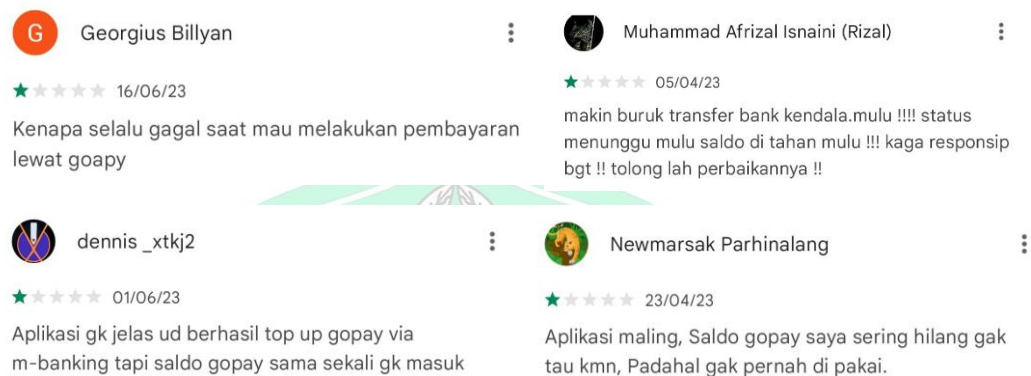 G
Georgius Billyan
16/06/23
Kenapa selalu gagal saat mau melakukan pembayaran
lewat goapy
Muhammad Afrizal Isnaini (Rizal)
05/04/23
makin buruk transfer bank kendala.mulu !!!! status
menunggu mulu saldo di tahan mulu !!! kaga responsip
bgt !! tolong lah perbaikannya !!
dennis _xtkj2
01/06/23
Aplikasi gk jelas ud berhasil top up gopay via
m-banking tapi saldo gopay sama sekali gk masuk
Newmarsak Parhinalang
23/04/23
Aplikasi maling, Saldo gopay saya sering hilang gak
tau kmn, Padahal gak pernah di pakai.